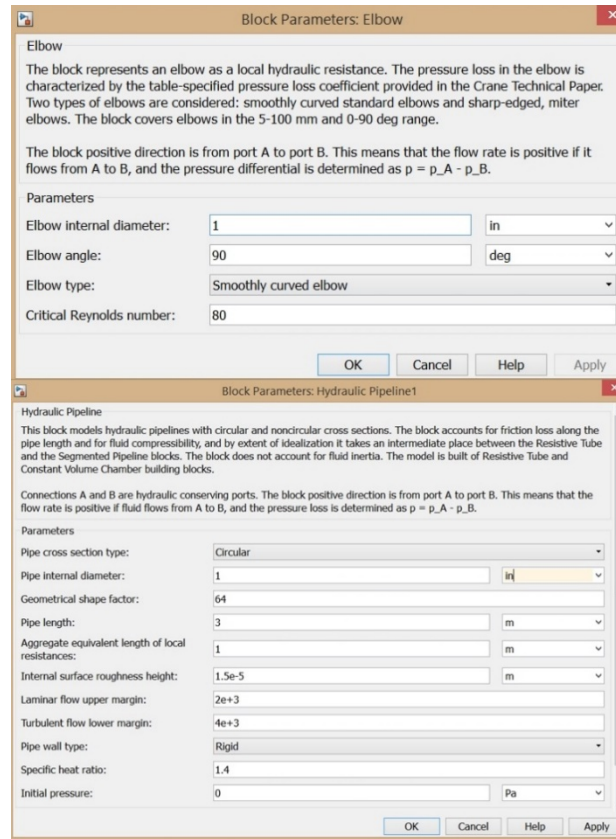 Block Parameters: Elbow
Elbow
The block represents an elbow as a local hydraulic resistance. The pressure loss in the elbow is
characterized by the table-specified pressure loss coefficient provided in the Crane Technical Paper.
Two types of elbows are considered: smoothly curved standard elbows and sharp-edged, miter
elbows. The block covers elbows in the 5-100 mm and 0-90 deg range.
The block positive direction is from port A to port B. This means that the flow rate is positive if it
flows from A to B, and the pressure differential is determined as p = p_A - p_B.
Parameters
Elbow internal diameter: 1 in
Elbow angle: 90 deg
Elbow type: Smoothly curved elbow
Critical Reynolds number: 80
OK Cancel Help Apply
Block Parameters: Hydraulic Pipeline1
Hydraulic Pipeline
This block models hydraulic pipelines with circular and noncircular cross sections. The block accounts for friction loss along the
pipe length and for fluid compressibility, and by extent of idealization it takes an intermediate place between the Resistive Tube
and the Segmented Pipeline blocks. The block does not account for fluid inertia. The model is built of Resistive Tube and
Constant Volume Chamber building blocks.
Connections A and B are hydraulic conserving ports. The block positive direction is from port A to port B. This means that the
flow rate is positive if fluid flows from A to B, and the pressure loss is determined as p = p_A - p_B.
Parameters
Pipe cross section type: Circular
Pipe internal diameter: 1 in
Geometrical shape factor: 64
Pipe length: 3 m
Aggregate equivalent length of local
resistances: 1 m
Internal surface roughness height: 1.5e-5 m
Laminar flow upper margin: 2e+3
Turbulent flow lower margin: 4e+3
Pipe wall type: Rigid
Specific heat ratio: 1.4
Initial pressure: 0 Pa
OK Cancel Help Apply